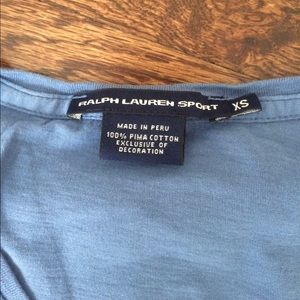 RALPH LAUREN SPORT
XS
MADE IN PERU
100% PIMA COTTON
EXCLUSIVE OF
DECORATION